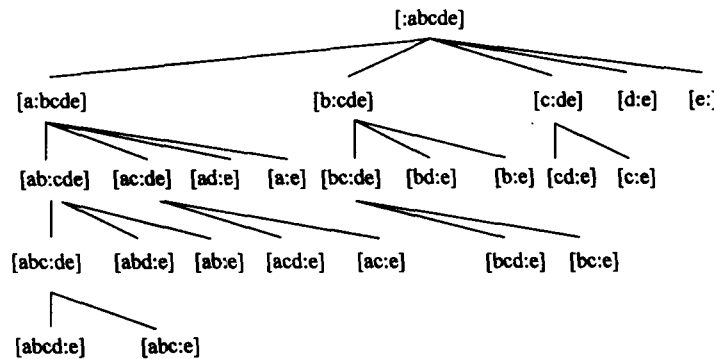 [:abcde]
[a:bcde] [b:cde] [c:de] [d:e] [e:]
[ab:cde] [ac:de] [ad:e] [a:e] [bc:de] [bd:e] [b:e] [cd:e] [c:e]
[abc:de] [abd:e] [ab:e] [acd:e] [ac:e] [bcd:e] [bc:e]
[abcd:e] [abc:e]